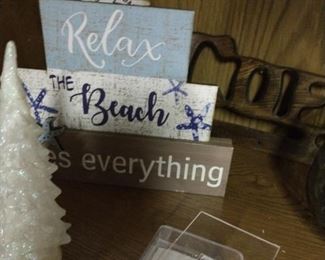 Relax
THE Beach
es everything